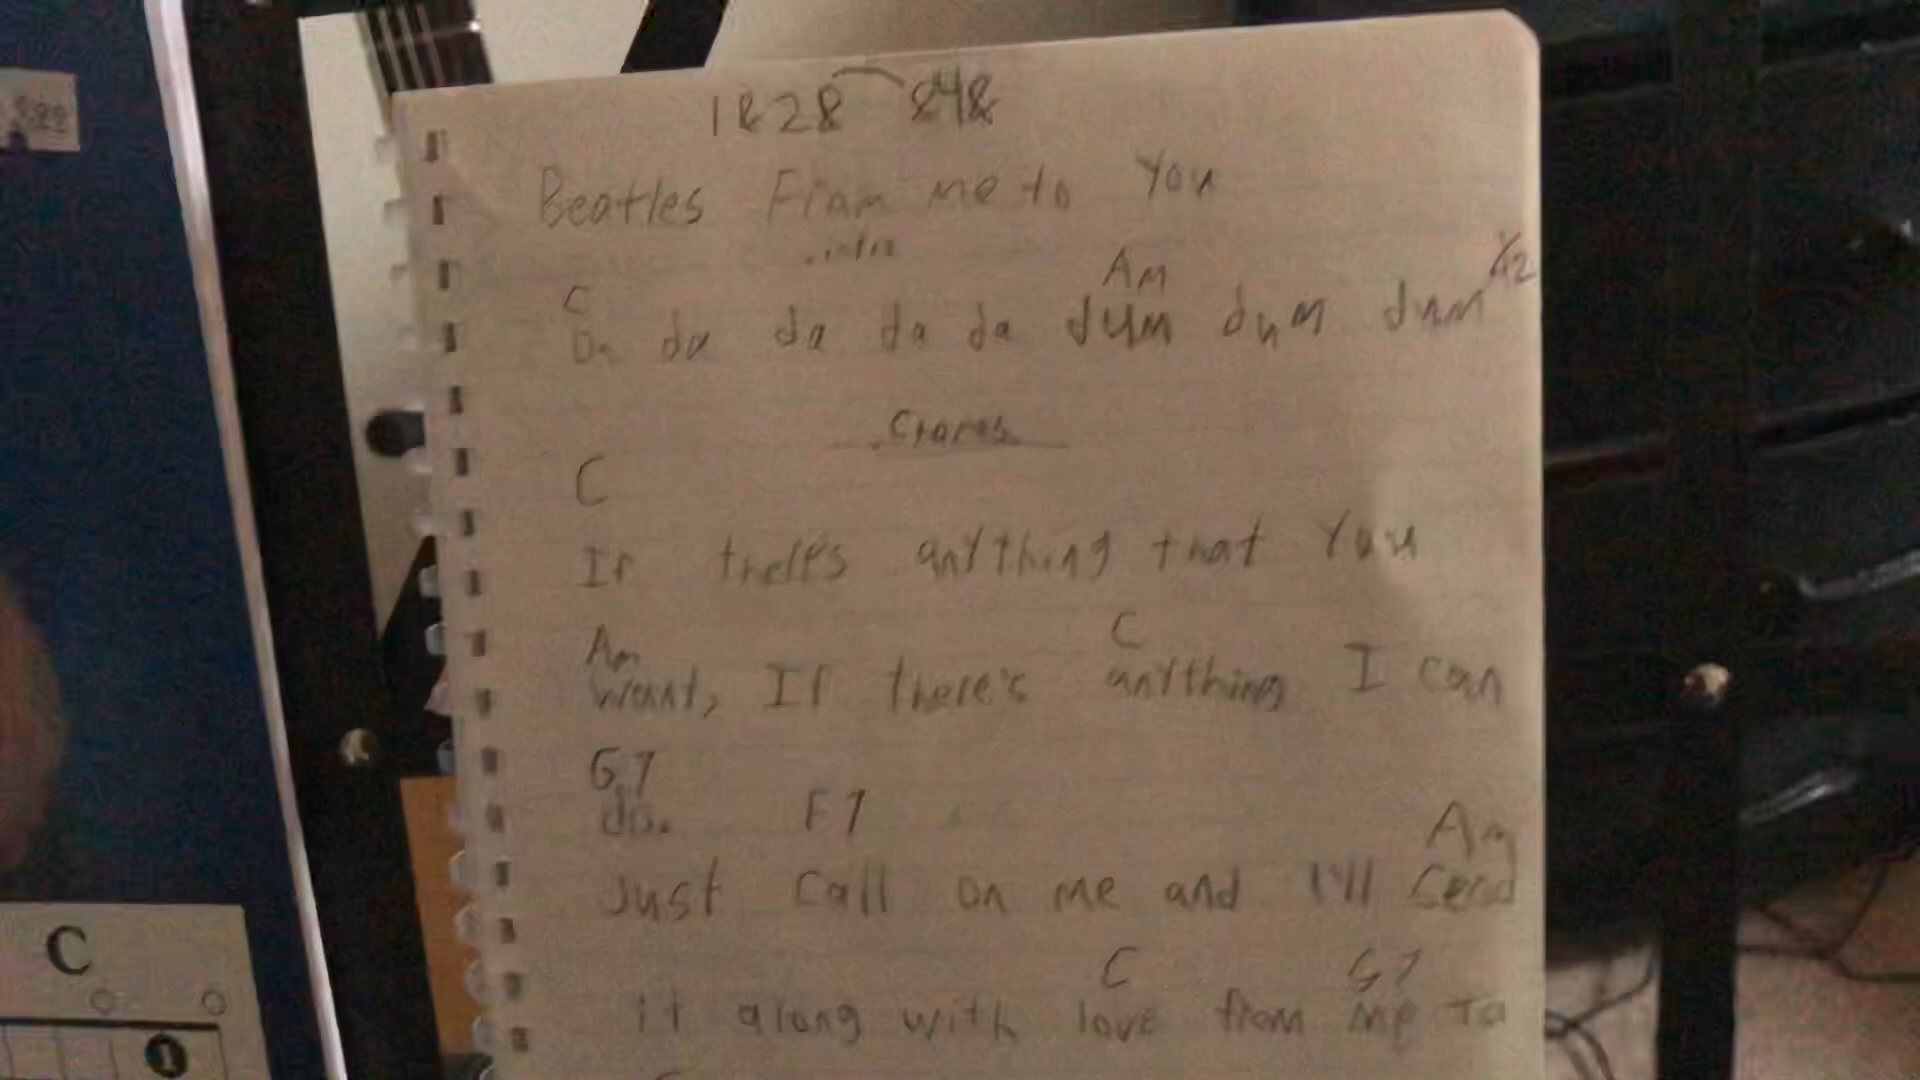 1 & 2 & & 4 &
Beatles From me to You
intro
C Am
Da da da da da dum dum dum
Chorus
C
If there's anything that You
Am C
want, If there's anything I can
G7
do. F7 Am
Just Call on me and I'll Send
C G7
it along with love from me To
C
1